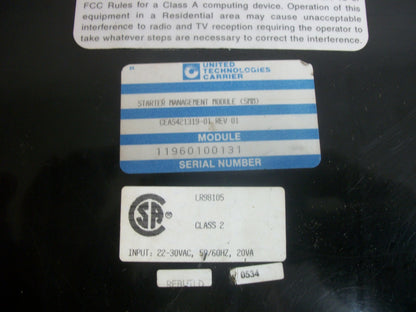 FCC Rules for a Class A computing device. Operation of this
equipment in a Residential area may cause unacceptable
interference to radio and TV reception requiring the operator to
take whatever steps are necessary to correct the interference.
UNITED
TECHNOLOGIES
CARRIER
STARTER MANAGEMENT MODULE (SMM)
CEAS421319-01 REV 01
MODULE
11960100131
SERIAL NUMBER
LR98105
CSA ®
CLASS 2
INPUT: 22-30VAC, 50/60HZ, 20VA
REBUILD
0534